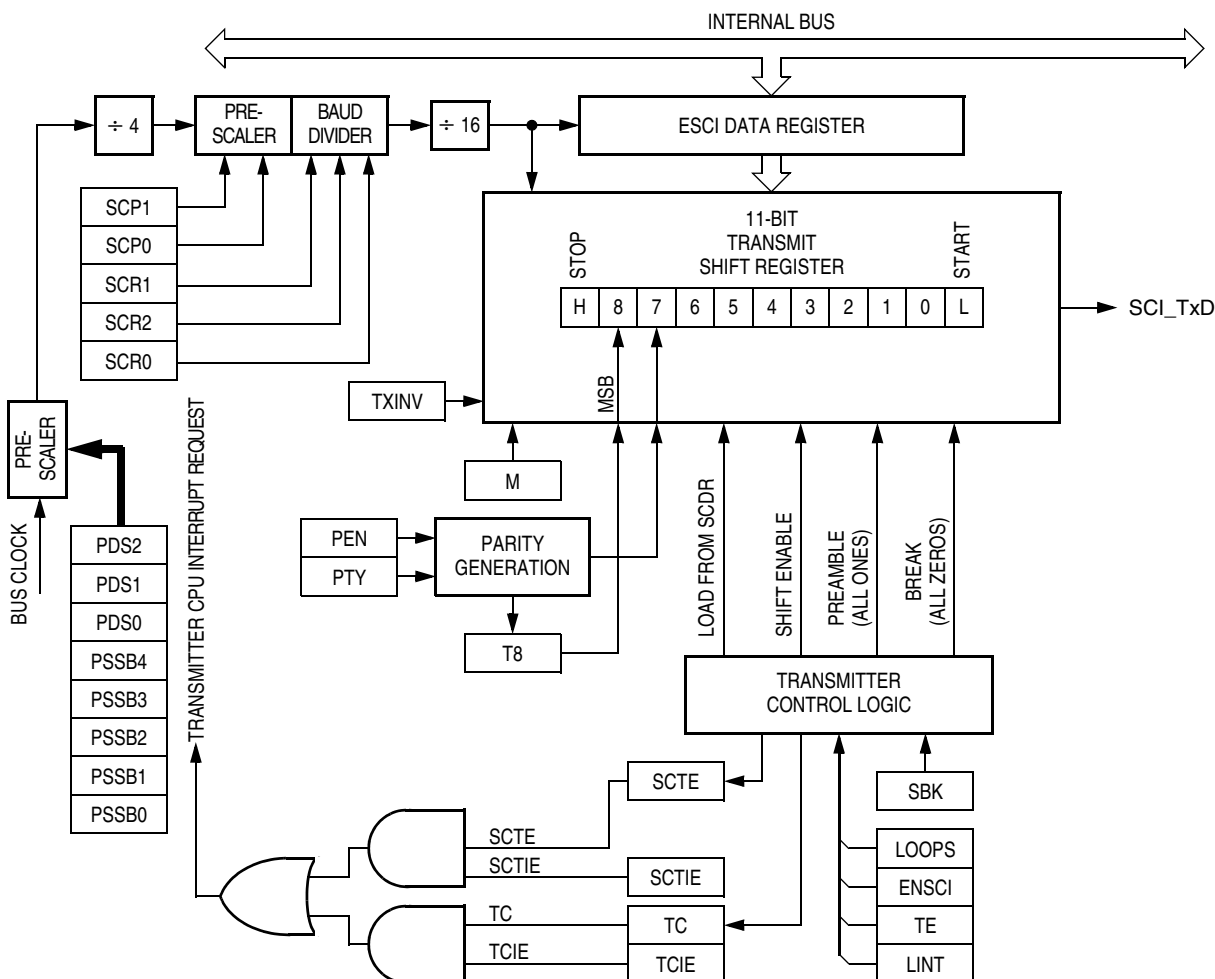 INTERNAL BUS
÷ 4
PRE-
SCALER
BAUD
DIVIDER
÷ 16
ESCI DATA REGISTER
SCP1
SCP0
SCR1
SCR2
SCR0
11-BIT
TRANSMIT
SHIFT REGISTER
STOP
START
H 8 7 6 5 4 3 2 1 0 L
SCI_TxD
TXINV
MSB
M
PRE-
SCALER
BUS CLOCK
TRANSMITTER CPU INTERRUPT REQUEST
PDS2
PDS1
PDS0
PSSB4
PSSB3
PSSB2
PSSB1
PSSB0
PEN
PTY
PARITY
GENERATION
T8
LOAD FROM SCDR
SHIFT ENABLE
PREAMBLE
(ALL ONES)
BREAK
(ALL ZEROS)
TRANSMITTER
CONTROL LOGIC
SCTE
SBK
SCTE
SCTIE
SCTIE
LOOPS
ENSCI
TC
TC
TE
TCIE
TCIE
LINT